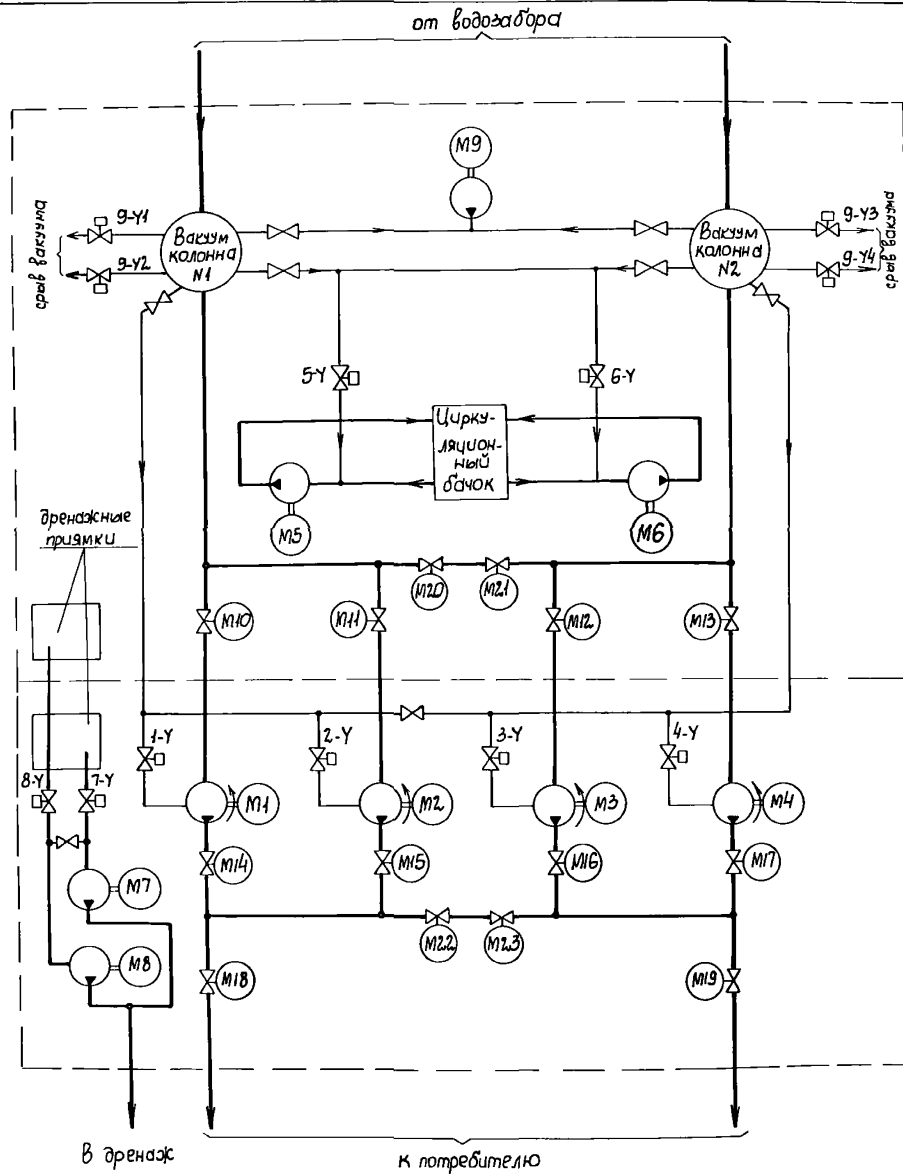 от водозабора
М9
9-У1
9-У2
срыв вакуума
Вакуум
колонна
N1
Вакуум
колонна
N2
9-У3
9-У4
срыв вакуума
5-У
6-У
Цирку-
ляцион-
ный
бачок
М5
М6
дренажные
приямки
М20
М21
М10
М11
М12
М13
1-У
2-У
3-У
4-У
8-У
7-У
М1
М2
М3
М4
М14
М15
М16
М17
М7
М8
М22
М23
М18
М19
В дренаж
к потребителю